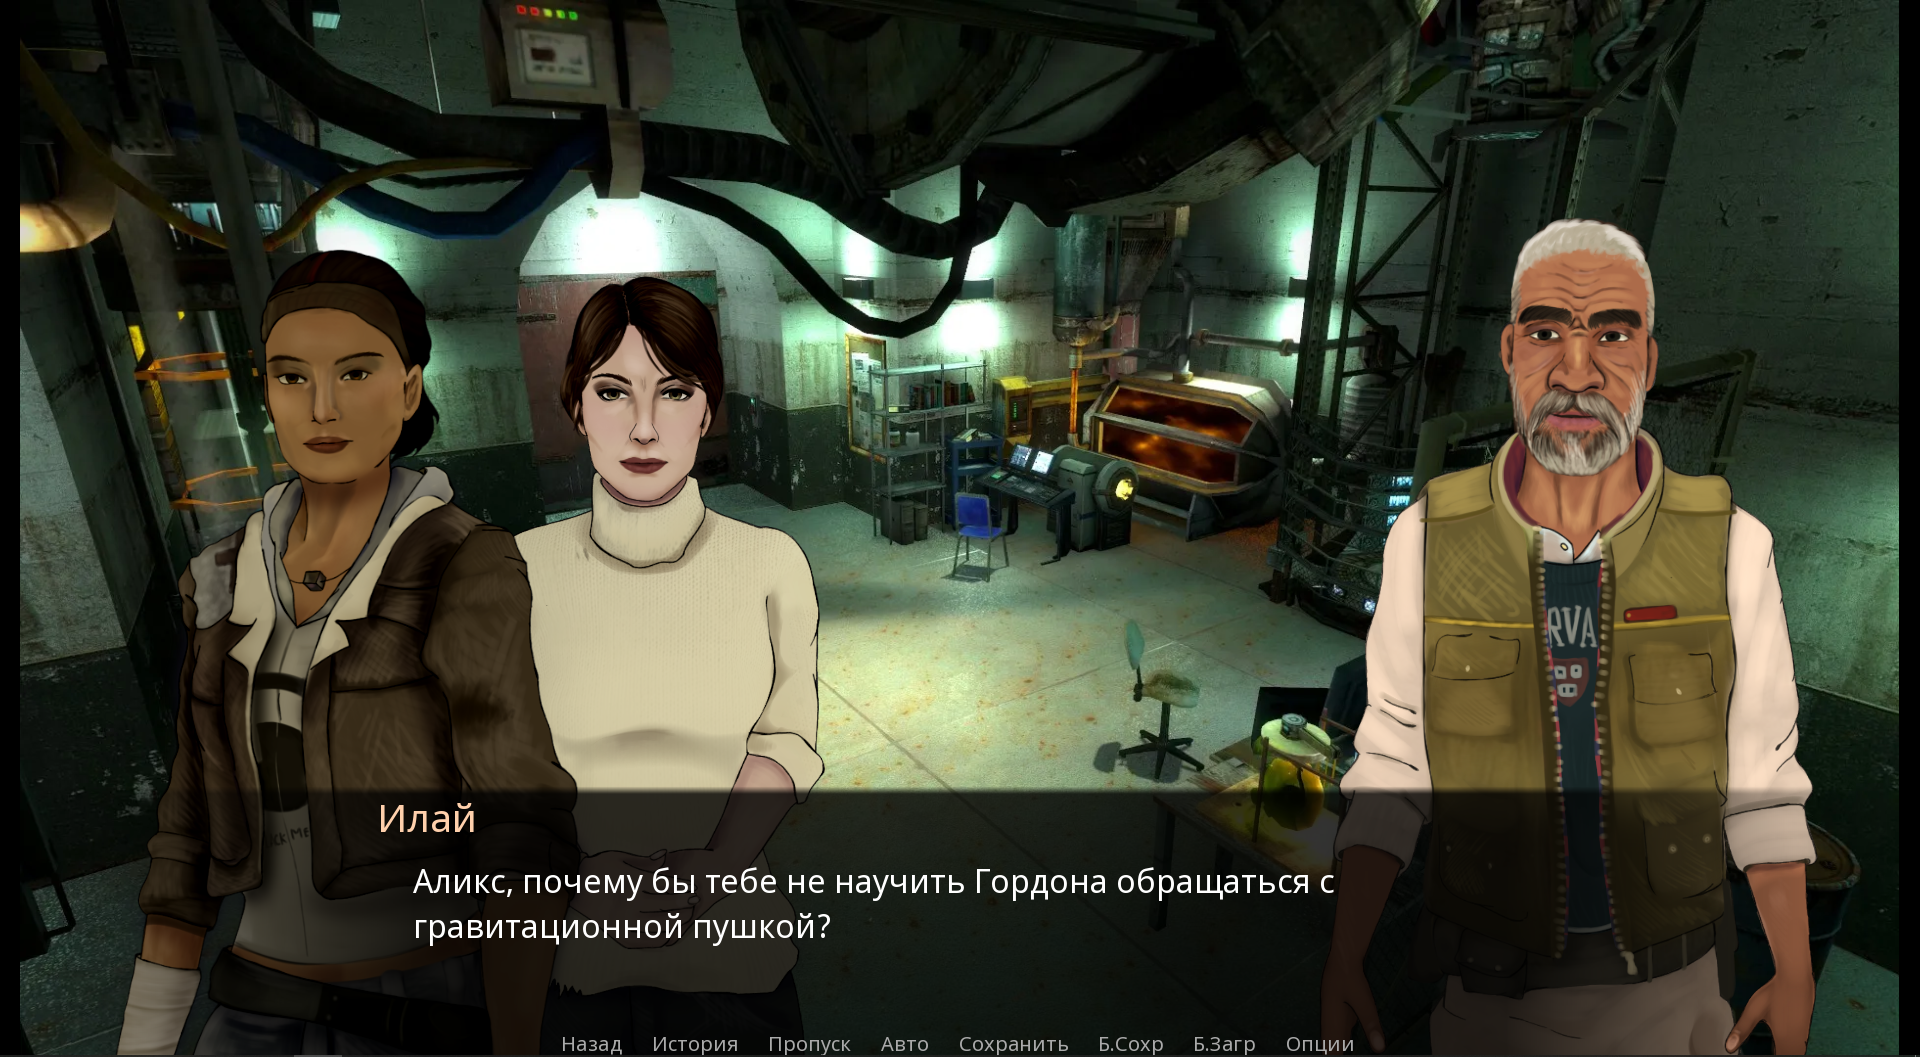 Илай
Аликс, почему бы тебе не научить Гордона обращаться с
гравитационной пушкой?
RVA
Назад История Пропуск Авто Сохранить Б.Сохр Б.Загр Опции